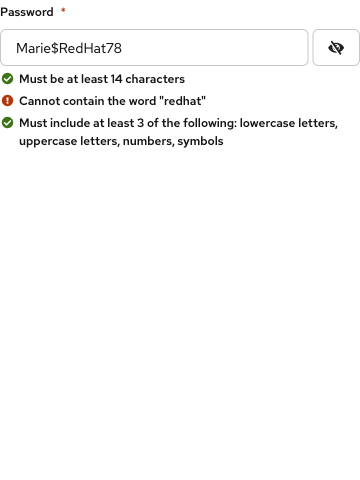 Password *
Marie$RedHat78
Must be at least 14 characters
Cannot contain the word "redhat"
Must include at least 3 of the following: lowercase letters,
uppercase letters, numbers, symbols